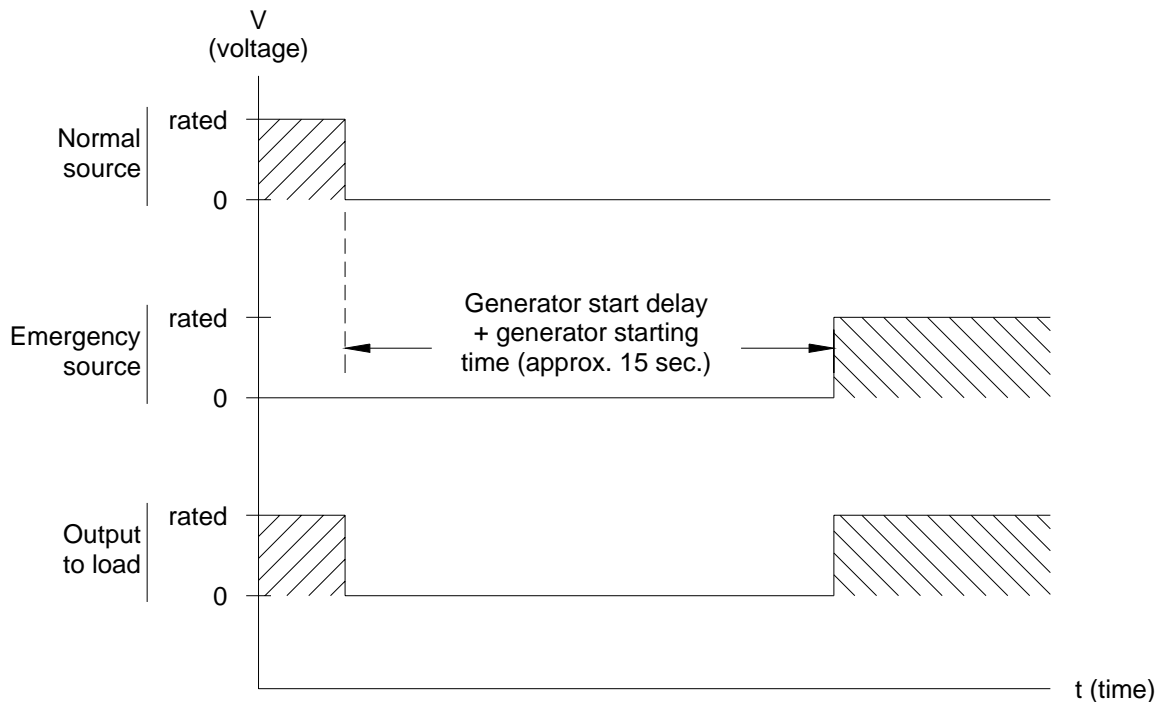 V
(voltage)
Normal
source
rated
0
Emergency
source
rated
0
Generator start delay
+ generator starting
time (approx. 15 sec.)
Output
to load
rated
0
t (time)